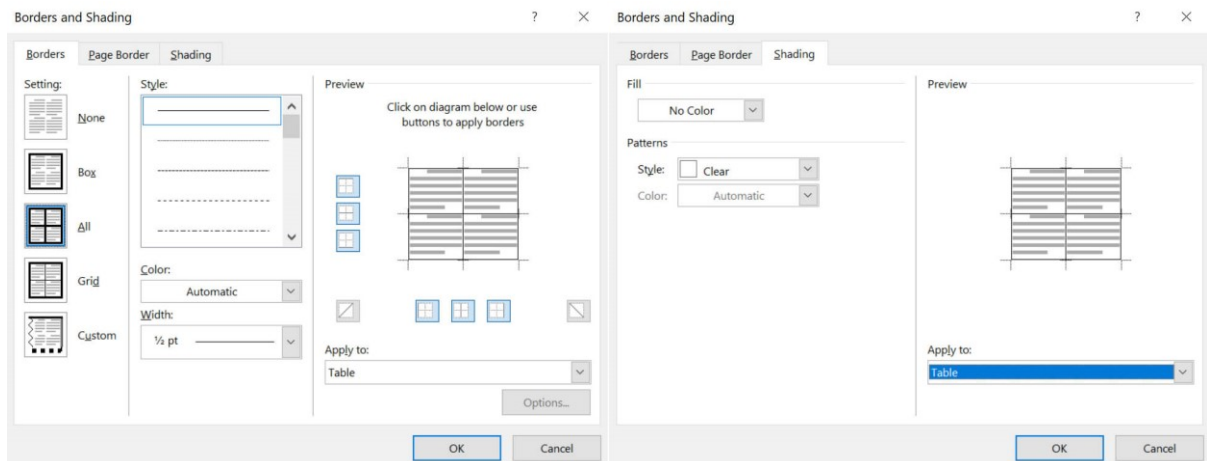 Borders and Shading ? ×
Borders Page Border Shading
Setting:
None
Box
All
Grid
Custom
Style:
Color:
Automatic
Width:
½ pt
Preview
Click on diagram below or use
buttons to apply borders
Apply to:
Table
Options...
OK Cancel
Borders and Shading ? ×
Borders Page Border Shading
Fill
No Color
Patterns
Style: Clear
Color: Automatic
Preview
Apply to:
Table
OK Cancel